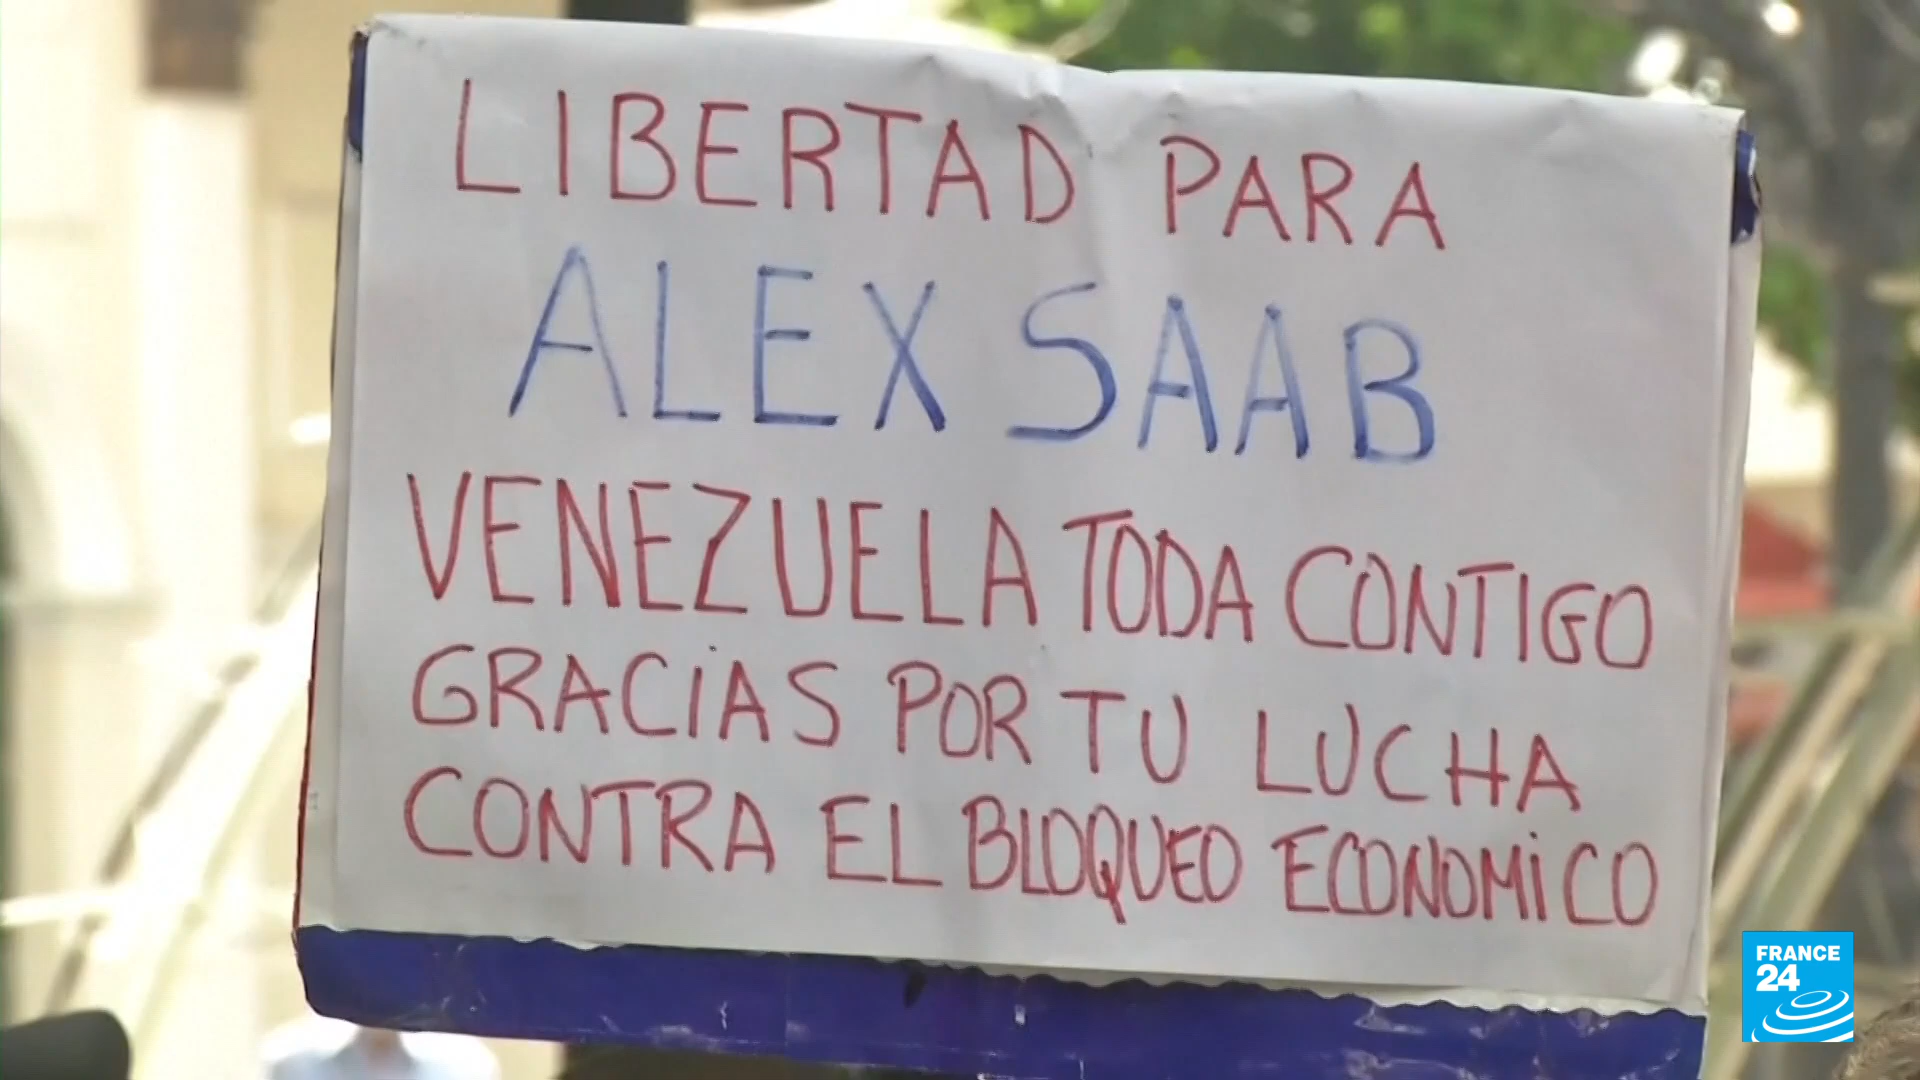 LIBERTAD PARA
ALEX SAAB
VENEZUELA TODA CONTIGO
GRACIAS POR TU LUCHA
CONTRA EL BLOQUEO ECONOMICO
FRANCE
24